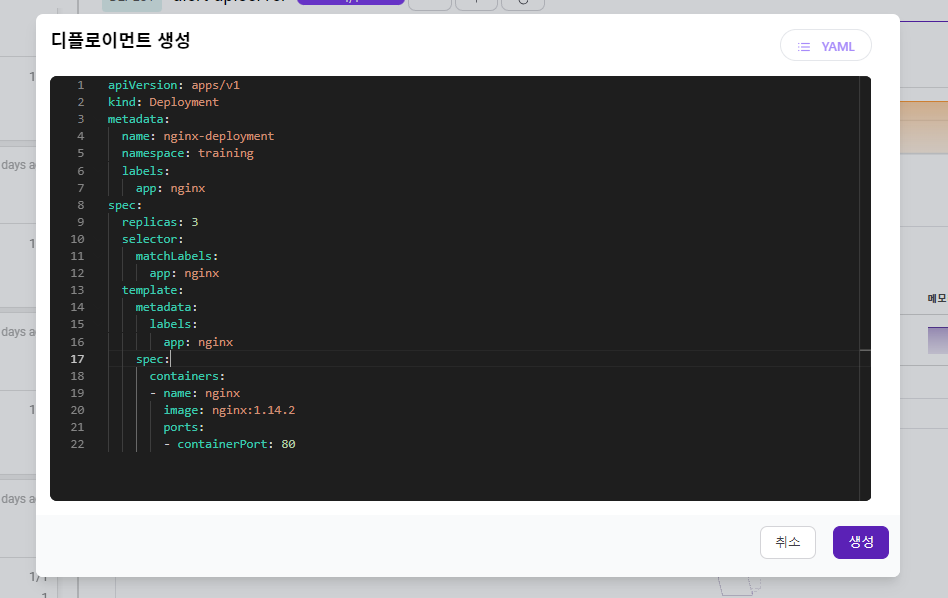 디플로이먼트 생성
YAML
1 apiVersion: apps/v1
2 kind: Deployment
3 metadata:
4 name: nginx-deployment
5 namespace: training
6 labels:
7 app: nginx
8 spec:
9 replicas: 3
10 selector:
11 matchLabels:
12 app: nginx
13 template:
14 metadata:
15 labels:
16 app: nginx
17 spec:
18 containers:
19 - name: nginx
20 image: nginx:1.14.2
21 ports:
22 - containerPort: 80
취소
생성
days
days
days
메모